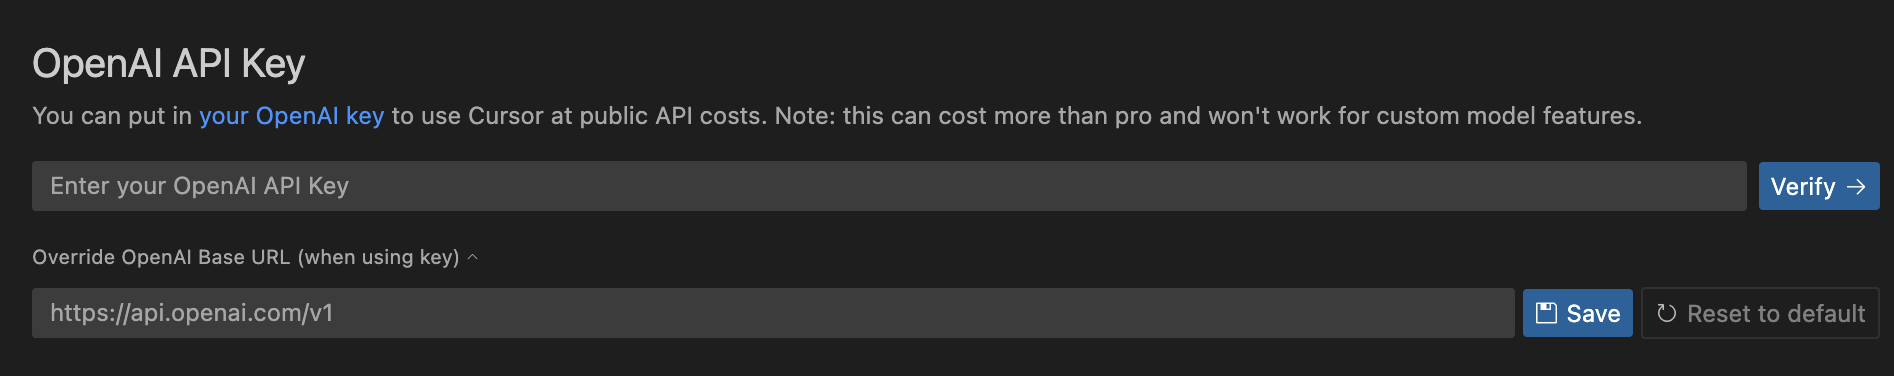 OpenAI API Key
You can put in your OpenAI key to use Cursor at public API costs. Note: this can cost more than pro and won't work for custom model features.
Enter your OpenAI API Key
Verify →
Override OpenAI Base URL (when using key)
https://api.openai.com/v1
Save
Reset to default